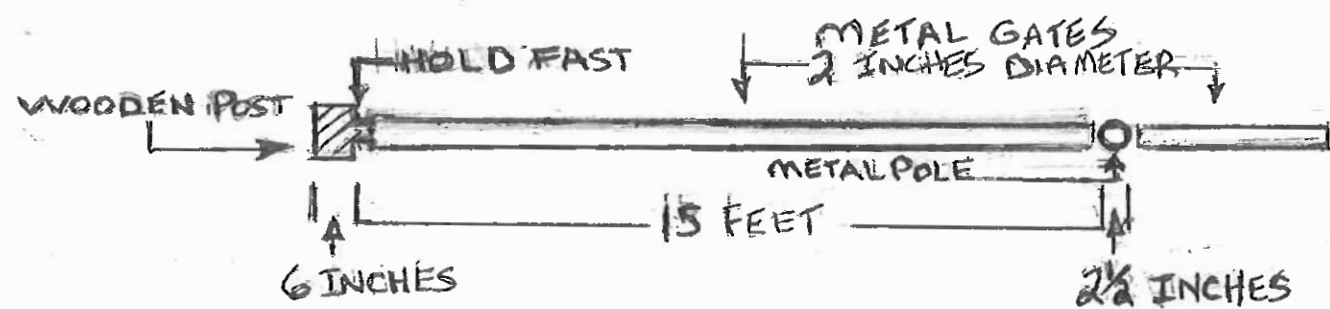 METAL GATES
HOLD FAST
2 INCHES DIAMETER
WOODEN POST
METAL POLE
15 FEET
6 INCHES
2½ INCHES